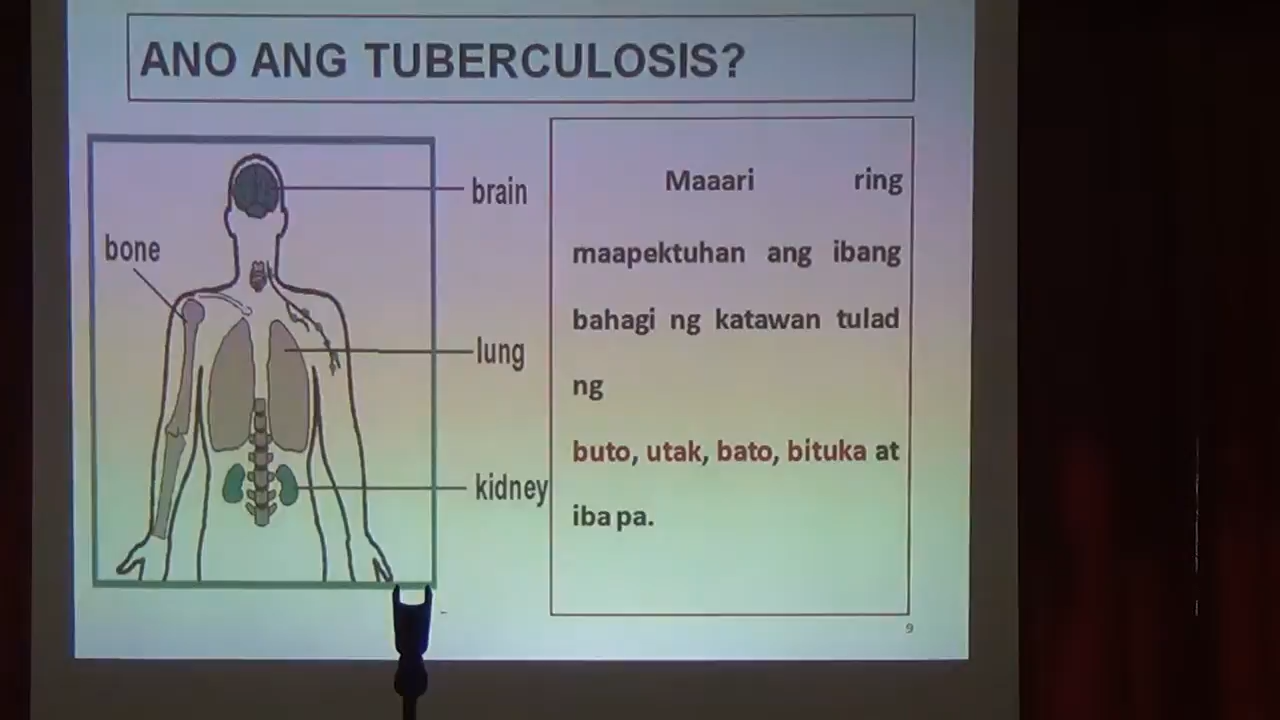 ANO ANG TUBERCULOSIS?
brain
bone
lung
kidney
Maaari ring
maapektuhan ang ibang
bahagi ng katawan tulad
ng
buto, utak, bato, bituka at
iba pa.
9